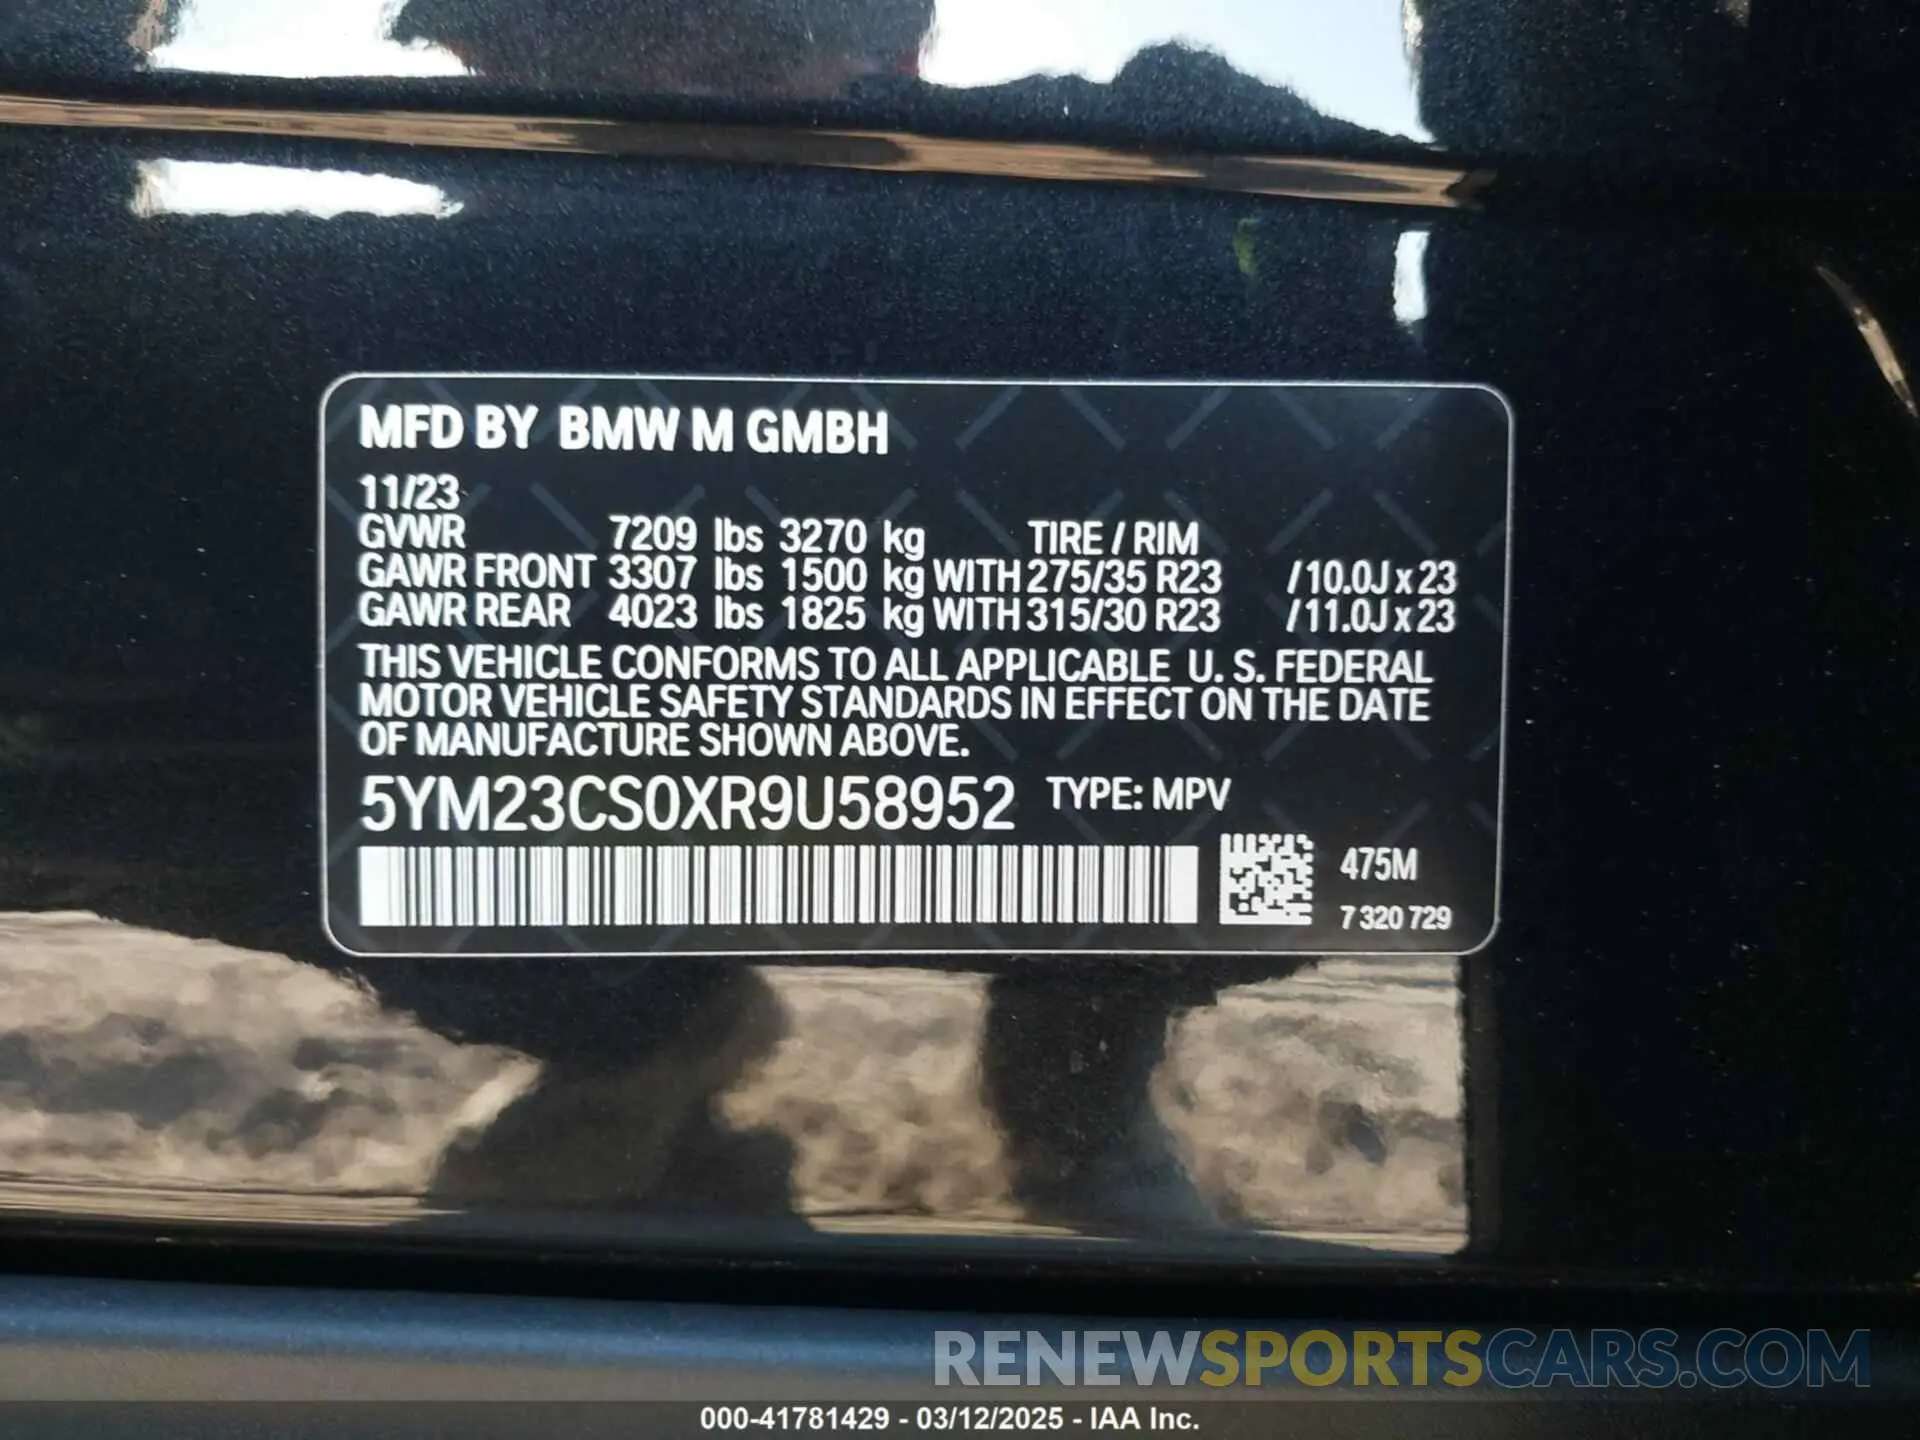 MFD BY BMW M GMBH
11/23
GVWR 7209 lbs 3270 kg TIRE / RIM
GAWR FRONT 3307 lbs 1500 kg WITH 275/35 R23 /10.0J x 23
GAWR REAR 4023 lbs 1825 kg WITH 315/30 R23 /11.0J x 23
THIS VEHICLE CONFORMS TO ALL APPLICABLE U. S. FEDERAL
MOTOR VEHICLE SAFETY STANDARDS IN EFFECT ON THE DATE
OF MANUFACTURE SHOWN ABOVE.
5YM23CS0XR9U58952 TYPE: MPV
475M
7 320 729
RENEWSPORTSCARS.COM
000-41781429 - 03/12/2025 - IAA Inc.